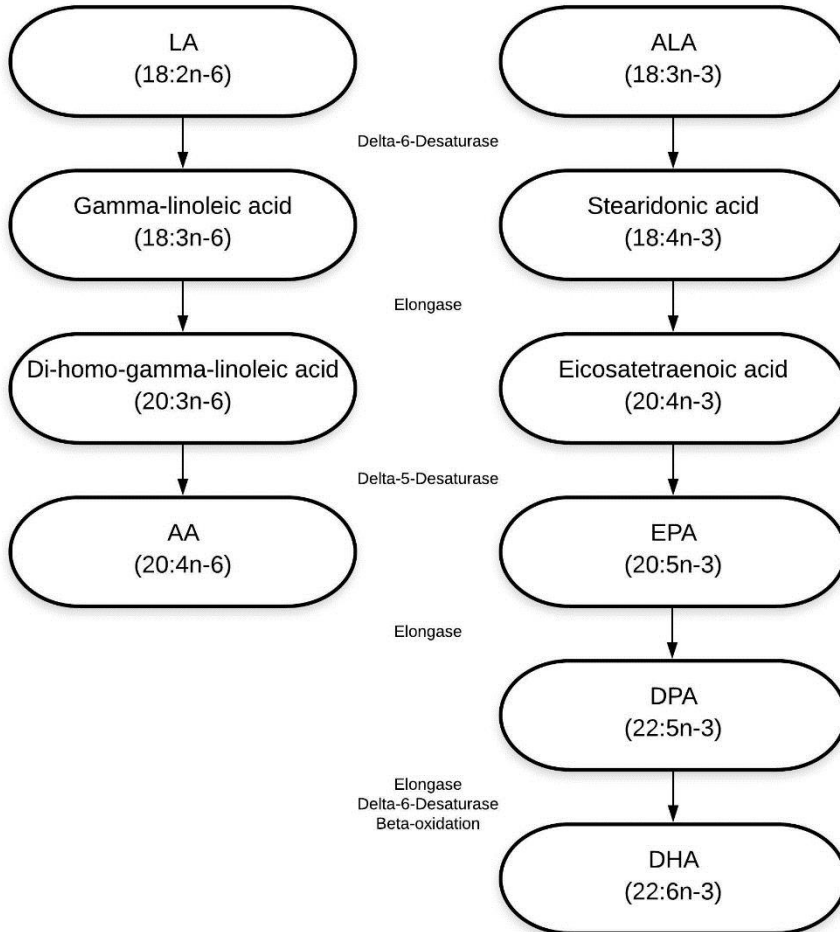 LA
(18:2n-6)
ALA
(18:3n-3)
Delta-6-Desaturase
Gamma-linoleic acid
(18:3n-6)
Stearidonic acid
(18:4n-3)
Elongase
Di-homo-gamma-linoleic acid
(20:3n-6)
Eicosatetraenoic acid
(20:4n-3)
Delta-5-Desaturase
AA
(20:4n-6)
EPA
(20:5n-3)
Elongase
DPA
(22:5n-3)
Elongase
Delta-6-Desaturase
Beta-oxidation
DHA
(22:6n-3)